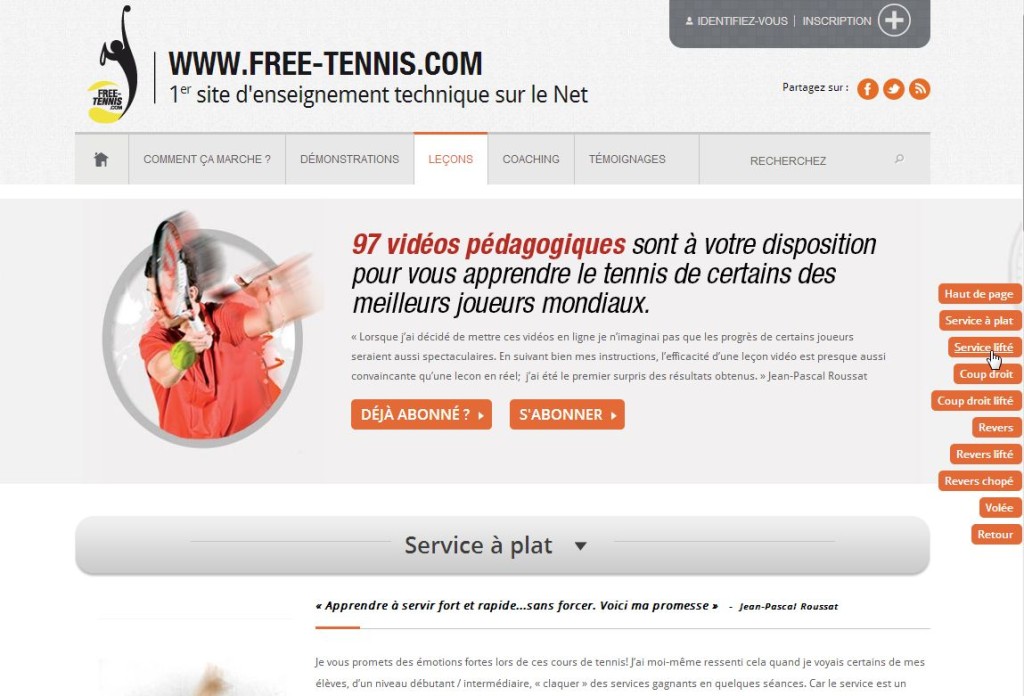 IDENTIFIEZ-VOUS | INSCRIPTION
FREE-
TENNIS
.COM
WWW.FREE-TENNIS.COM
1er site d'enseignement technique sur le Net
Partagez sur :
COMMENT ÇA MARCHE ? DÉMONSTRATIONS LEÇONS COACHING TÉMOIGNAGES RECHERCHEZ
97 vidéos pédagogiques sont à votre disposition
pour vous apprendre le tennis de certains des
meilleurs joueurs mondiaux.
« Lorsque j'ai décidé de mettre ces vidéos en ligne je n'imaginai pas que les progrès de certains joueurs
seraient aussi spectaculaires. En suivant bien mes instructions, l'efficacité d'une leçon vidéo est presque aussi
convaincante qu'une lecon en réel; j'ai été le premier surpris des résultats obtenus. » Jean-Pascal Roussat
DÉJÀ ABONNÉ ? S'ABONNER
Haut de page
Service à plat
Service lifté
Coup droit
Coup droit lifté
Revers
Revers lifté
Revers chopé
Volée
Retour
Service à plat
« Apprendre à servir fort et rapide...sans forcer. Voici ma promesse » - Jean-Pascal Roussat
Je vous promets des émotions fortes lors de ces cours de tennis! J'ai moi-même ressenti cela quand je voyais certains de mes
élèves, d'un niveau débutant / intermédiaire, « claquer » des services gagnants en quelques séances. Car le service est un